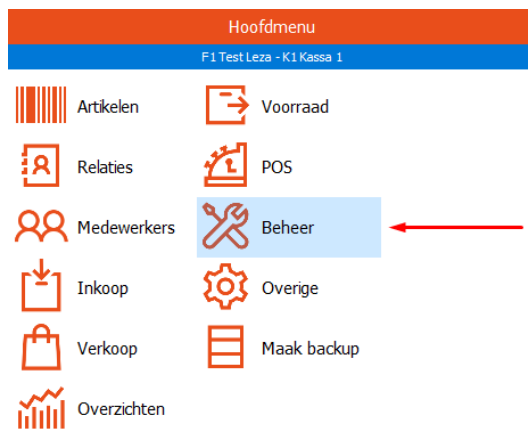 Hoofdmenu
F1 Test Leza - K1 Kassa 1
Artikelen
Voorraad
Relaties
POS
Medewerkers
Beheer
Inkoop
Overige
Verkoop
Maak backup
Overzichten